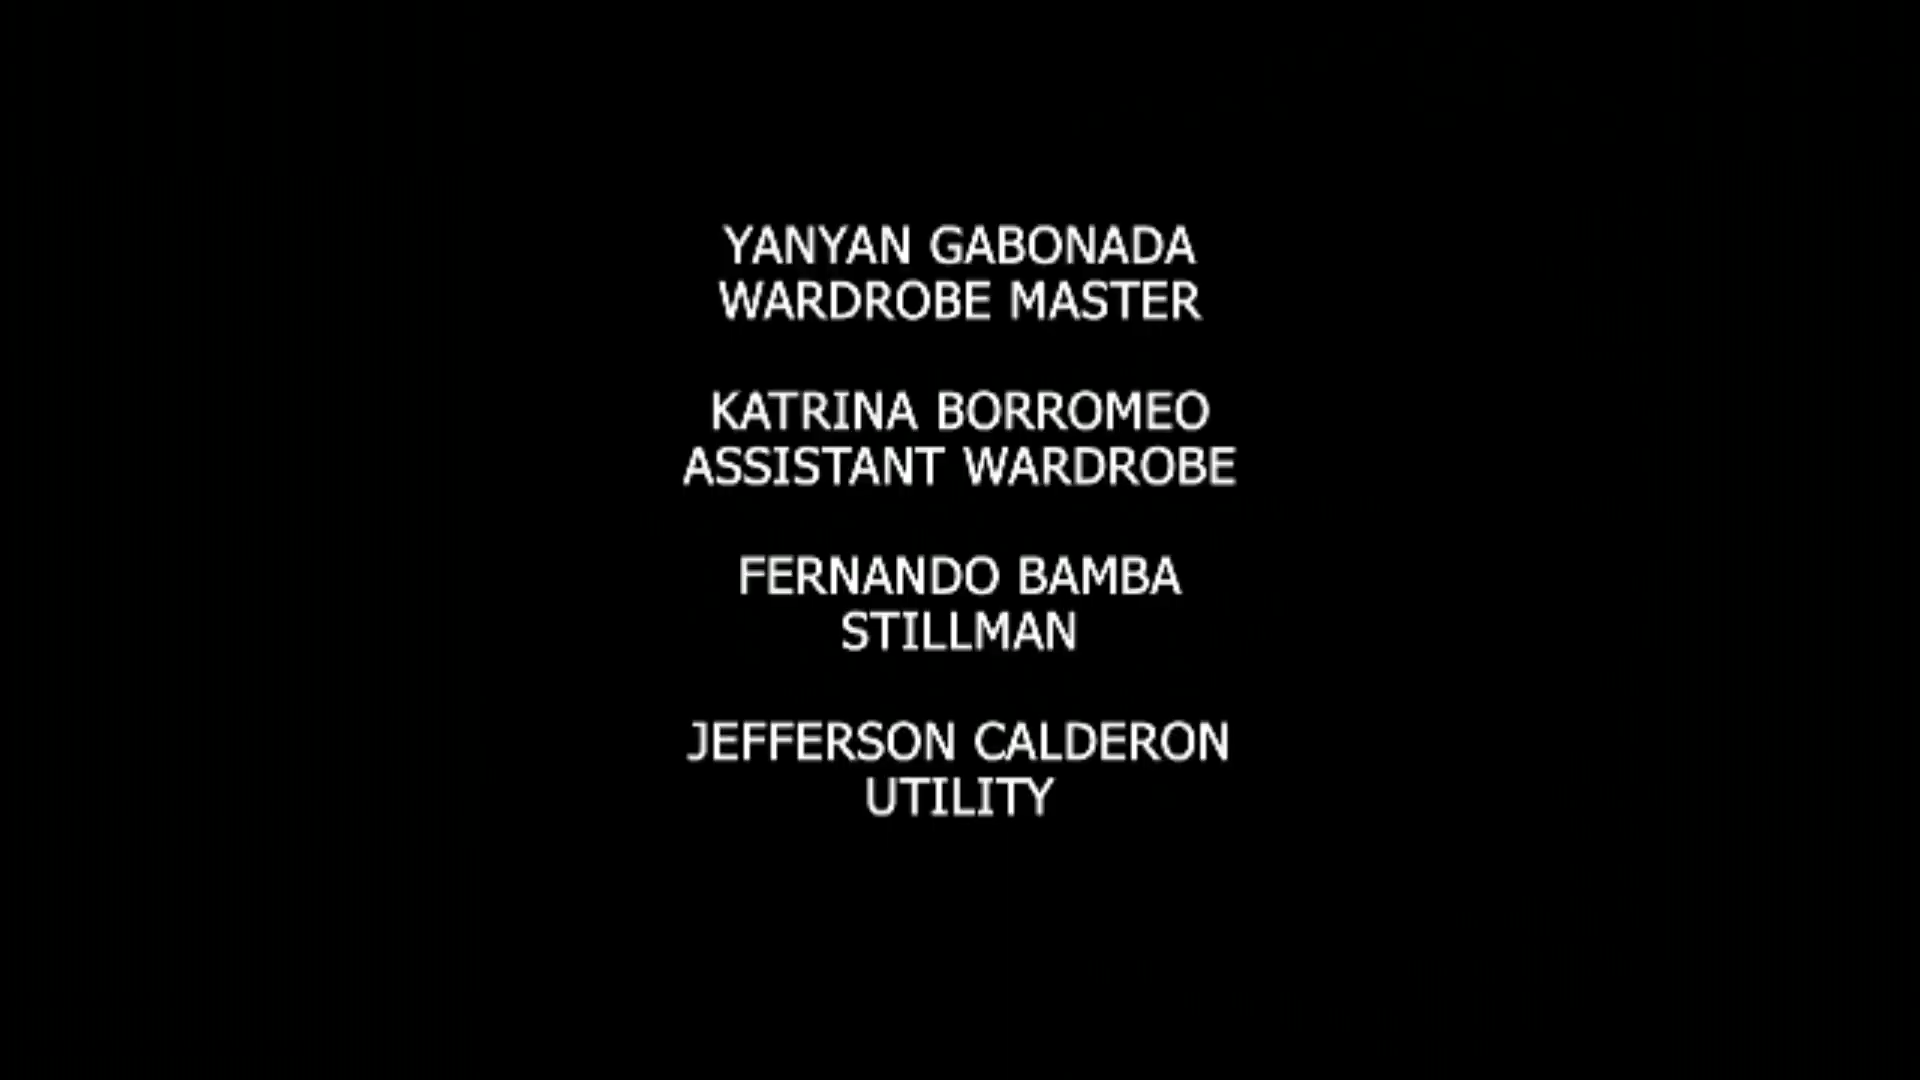 YANYAN GABONADA
WARDROBE MASTER
KATRINA BORROMEO
ASSISTANT WARDROBE
FERNANDO BAMBA
STILLMAN
JEFFERSON CALDERON
UTILITY